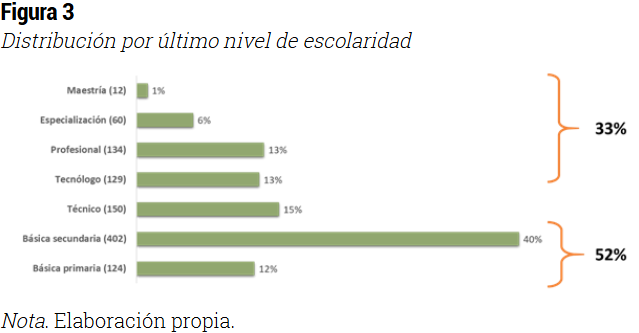 Figura 3
Distribución por último nivel de escolaridad
Maestría (12) 1%
Especialización (60) 6%
Profesional (134) 13%
33%
Tecnólogo (129) 13%
Técnico (150) 15%
Básica secundaria (402) 40%
52%
Básica primaria (124) 12%
Nota. Elaboración propia.